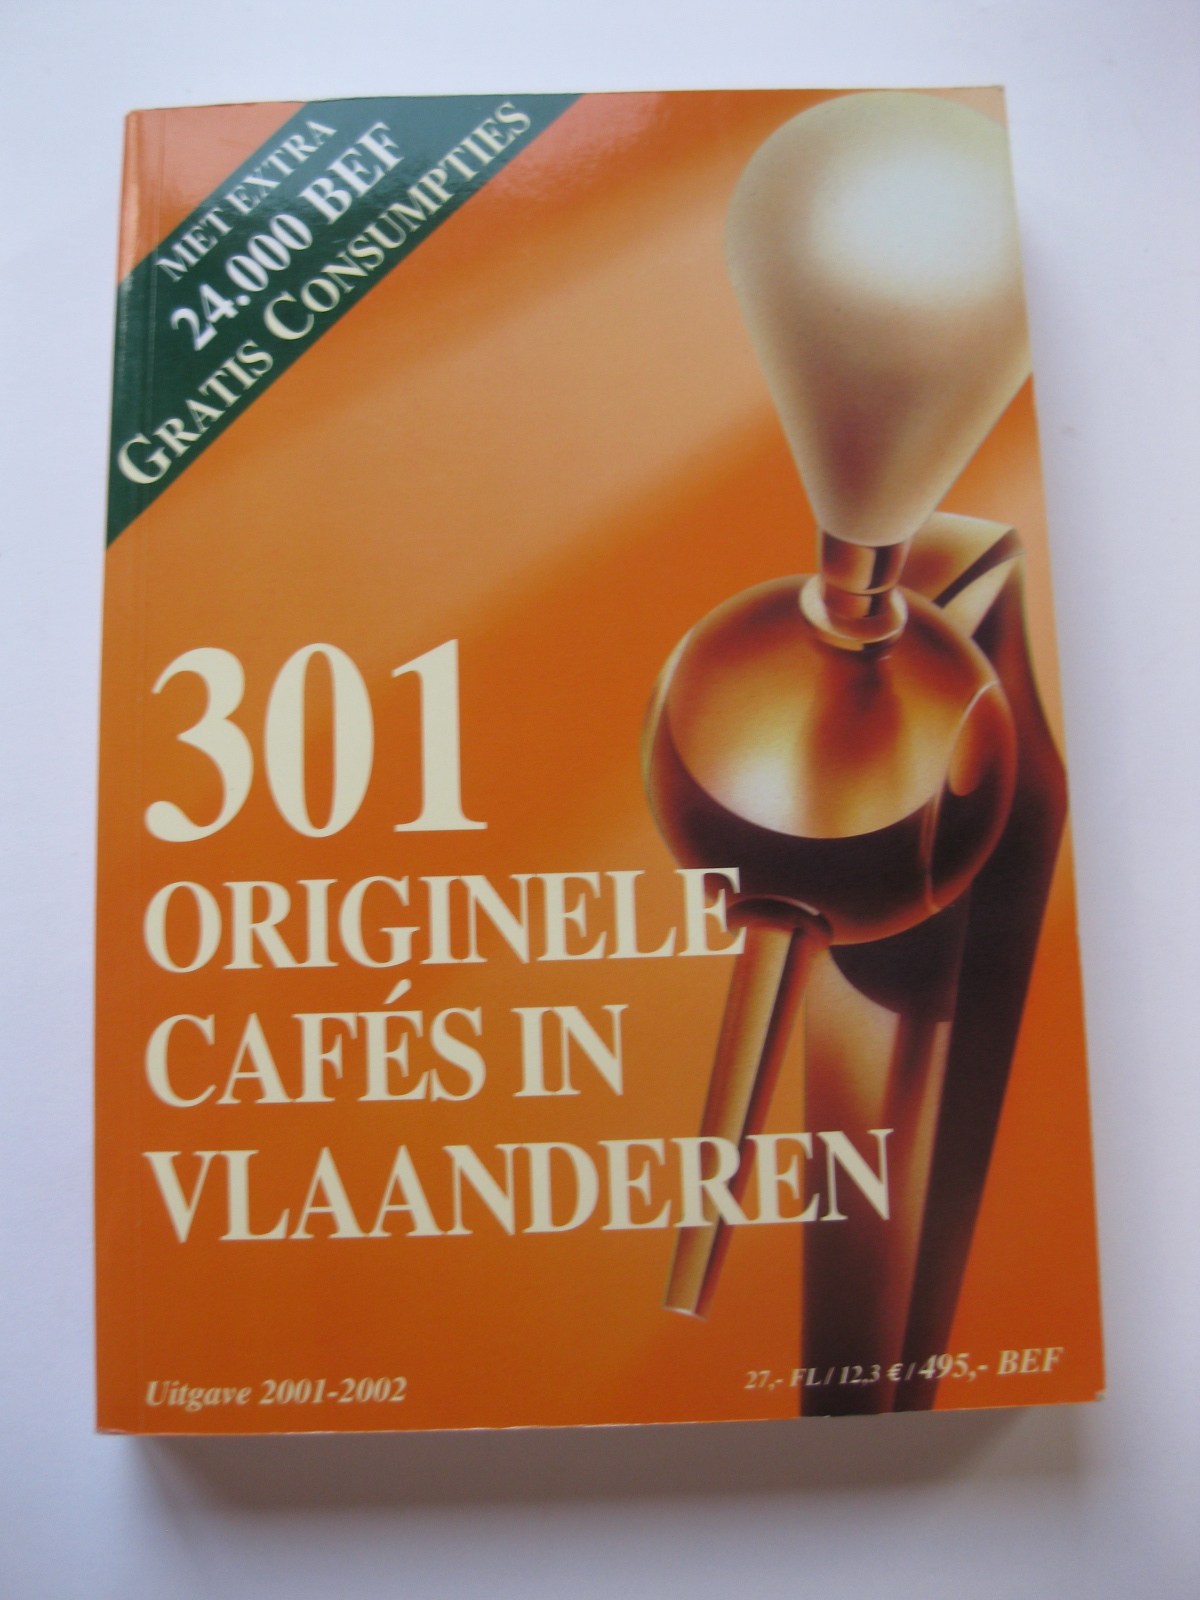 MET EXTRA
24.000 BEF
GRATIS CONSUMPTIES
301
ORIGINELE
CAFÉS IN
VLAANDEREN
Uitgave 2001-2002
27,- FL / 12,3 € / 495,- BEF